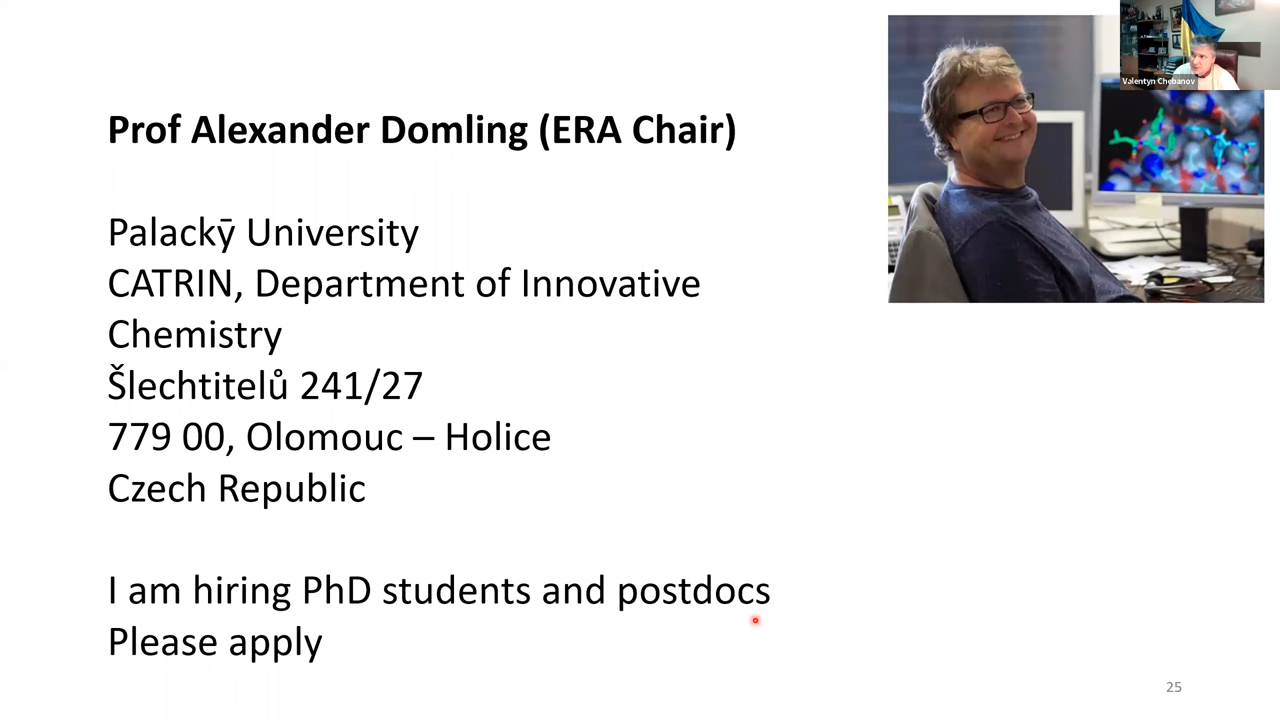 Valentyn Chebanov
Prof Alexander Domling (ERA Chair)
Palackȳ University
CATRIN, Department of Innovative
Chemistry
Šlechtitelů 241/27
779 00, Olomouc – Holice
Czech Republic
I am hiring PhD students and postdocs
Please apply
25